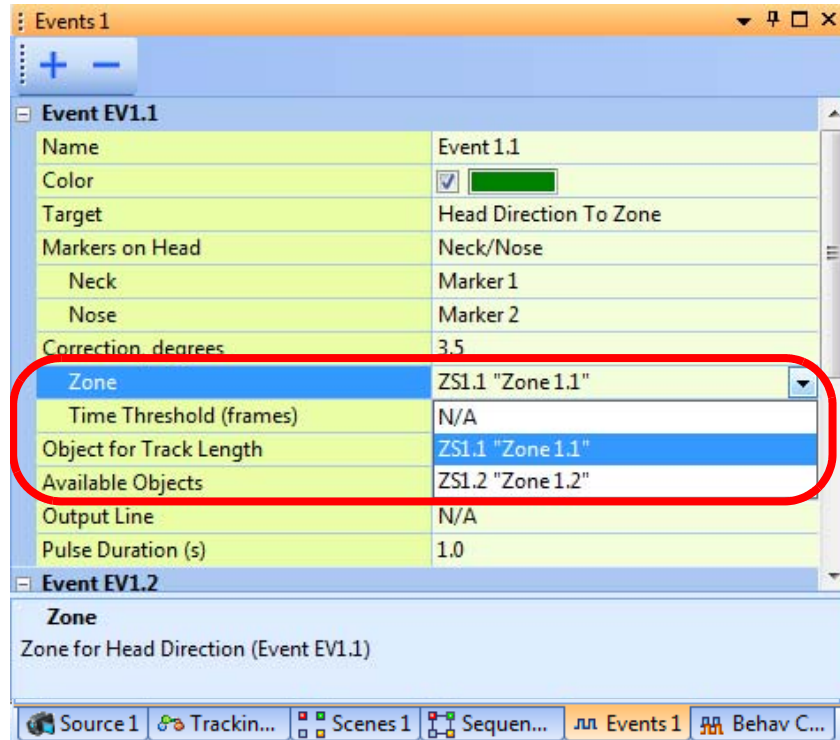 Events 1
Event EV1.1
Name Event 1.1
Color
Target Head Direction To Zone
Markers on Head Neck/Nose
Neck Marker 1
Nose Marker 2
Correction, degrees 3.5
Zone ZS1.1 "Zone 1.1"
Time Threshold (frames) N/A
Object for Track Length ZS1.1 "Zone 1.1"
Available Objects ZS1.2 "Zone 1.2"
Output Line N/A
Pulse Duration (s) 1.0
Event EV1.2
Zone
Zone for Head Direction (Event EV1.1)
Source 1 Trackin... Scenes 1 Sequen... Events 1 Behav C...